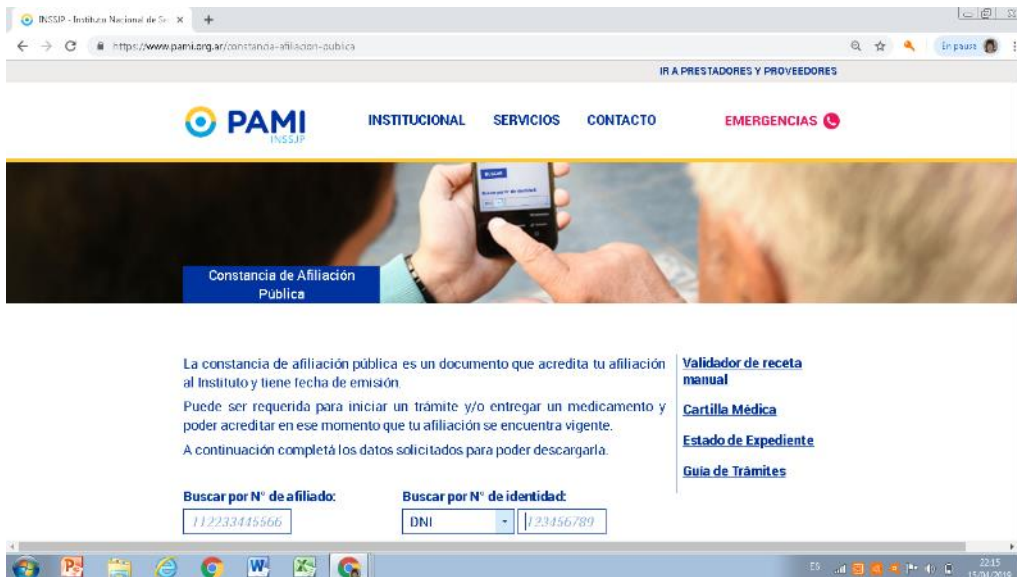 INSSJP - Instituto Nacional de Se
https://www.pami.org.ar/constancia-afiliacion-publica
En pausa
IR A PRESTADORES Y PROVEEDORES
PAMI
INSSJP
INSTITUCIONAL SERVICIOS CONTACTO EMERGENCIAS
BUSCAR
Constancia de Afiliación
Pública
La constancia de afiliación pública es un documento que acredita tu afiliación
al Instituto y tiene fecha de emisión.
Puede ser requerida para iniciar un trámite y/o entregar un medicamento y
poder acreditar en ese momento que tu afiliación se encuentra vigente.
A continuación completá los datos solicitados para poder descargarla.
Validador de receta
manual
Cartilla Médica
Estado de Expediente
Guía de Trámites
Buscar por N° de afiliado: Buscar por N° de identidad:
112233445566 DNI 123456789
ES 22:15
15/04/2019